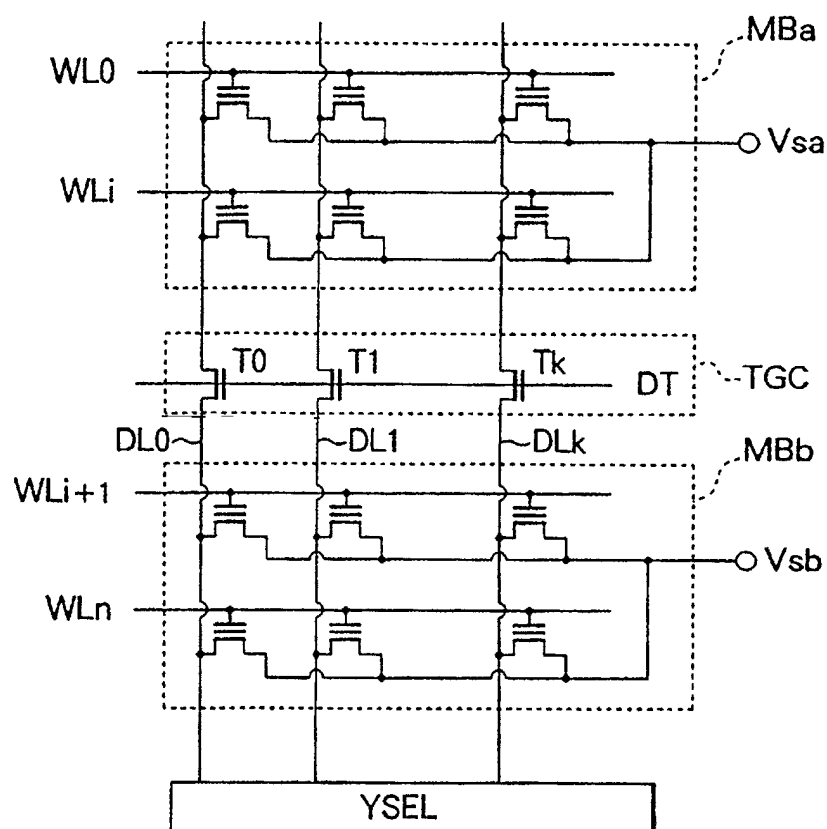 MBa
WL0
Vsa
WLi
T0 T1 Tk DT TGC
DL0 DL1 DLk
MBb
WLi+1
Vsb
WLn
YSEL